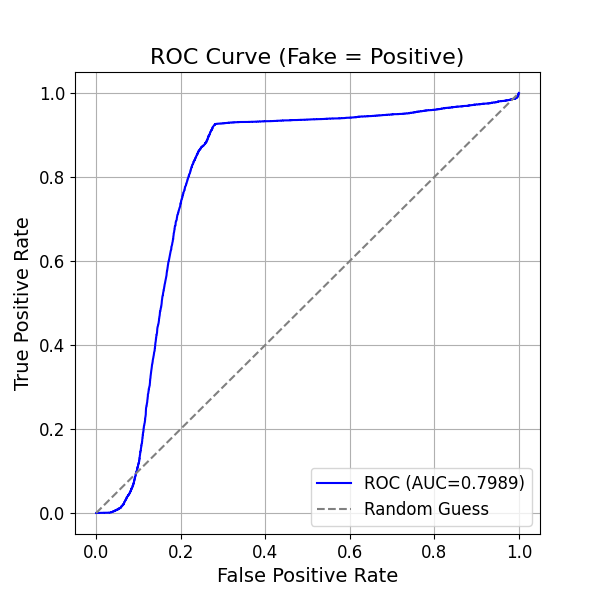 ROC Curve (Fake = Positive)
1.0
0.8
0.6
0.4
0.2
0.0
True Positive Rate
ROC (AUC=0.7989)
Random Guess
0.0 0.2 0.4 0.6 0.8 1.0
False Positive Rate